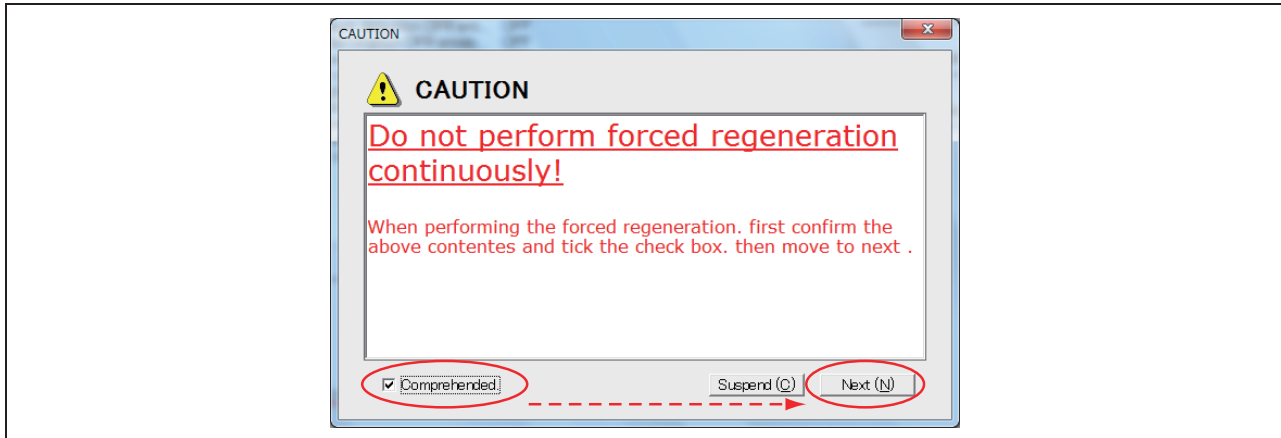 CAUTION
CAUTION
Do not perform forced regeneration
continuously!
When performing the forced regeneration. first confirm the
above contentes and tick the check box. then move to next .
Comprehended.
Suspend (C)
Next (N)